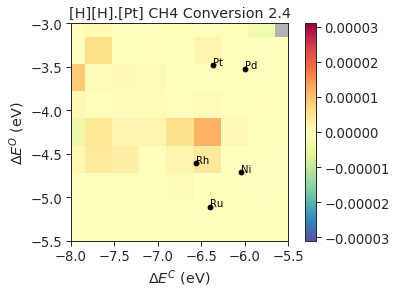 [H][H].[Pt] CH4 Conversion 2.4
−3.0
−3.5
−4.0
−4.5
−5.0
−5.5
ΔE^O (eV)
Pt
Pd
Rh
Ni
Ru
−8.0 −7.5 −7.0 −6.5 −6.0 −5.5
ΔE^C (eV)
0.00003
0.00002
0.00001
0.00000
−0.00001
−0.00002
−0.00003